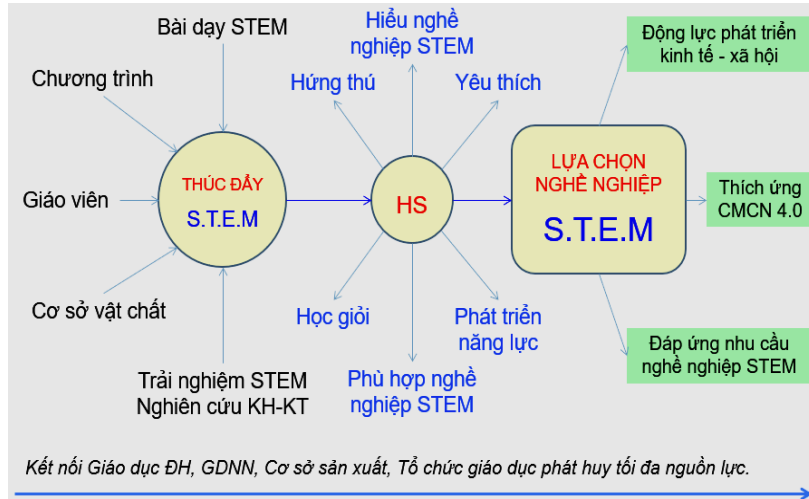 Bài dạy STEM
Chương trình
Giáo viên
Cơ sở vật chất
Trải nghiệm STEM
Nghiên cứu KH-KT
THÚC ĐẨY
S.T.E.M
Hiểu nghề
nghiệp STEM
Hứng thú
Yêu thích
HS
Học giỏi
Phát triển
năng lực
Phù hợp nghề
nghiệp STEM
LỰA CHỌN
NGHỀ NGHIỆP
S.T.E.M
Động lực phát triển
kinh tế - xã hội
Thích ứng
CMCN 4.0
Đáp ứng nhu cầu
nghề nghiệp STEM
Kết nối Giáo dục ĐH, GDNN, Cơ sở sản xuất, Tổ chức giáo dục phát huy tối đa nguồn lực.